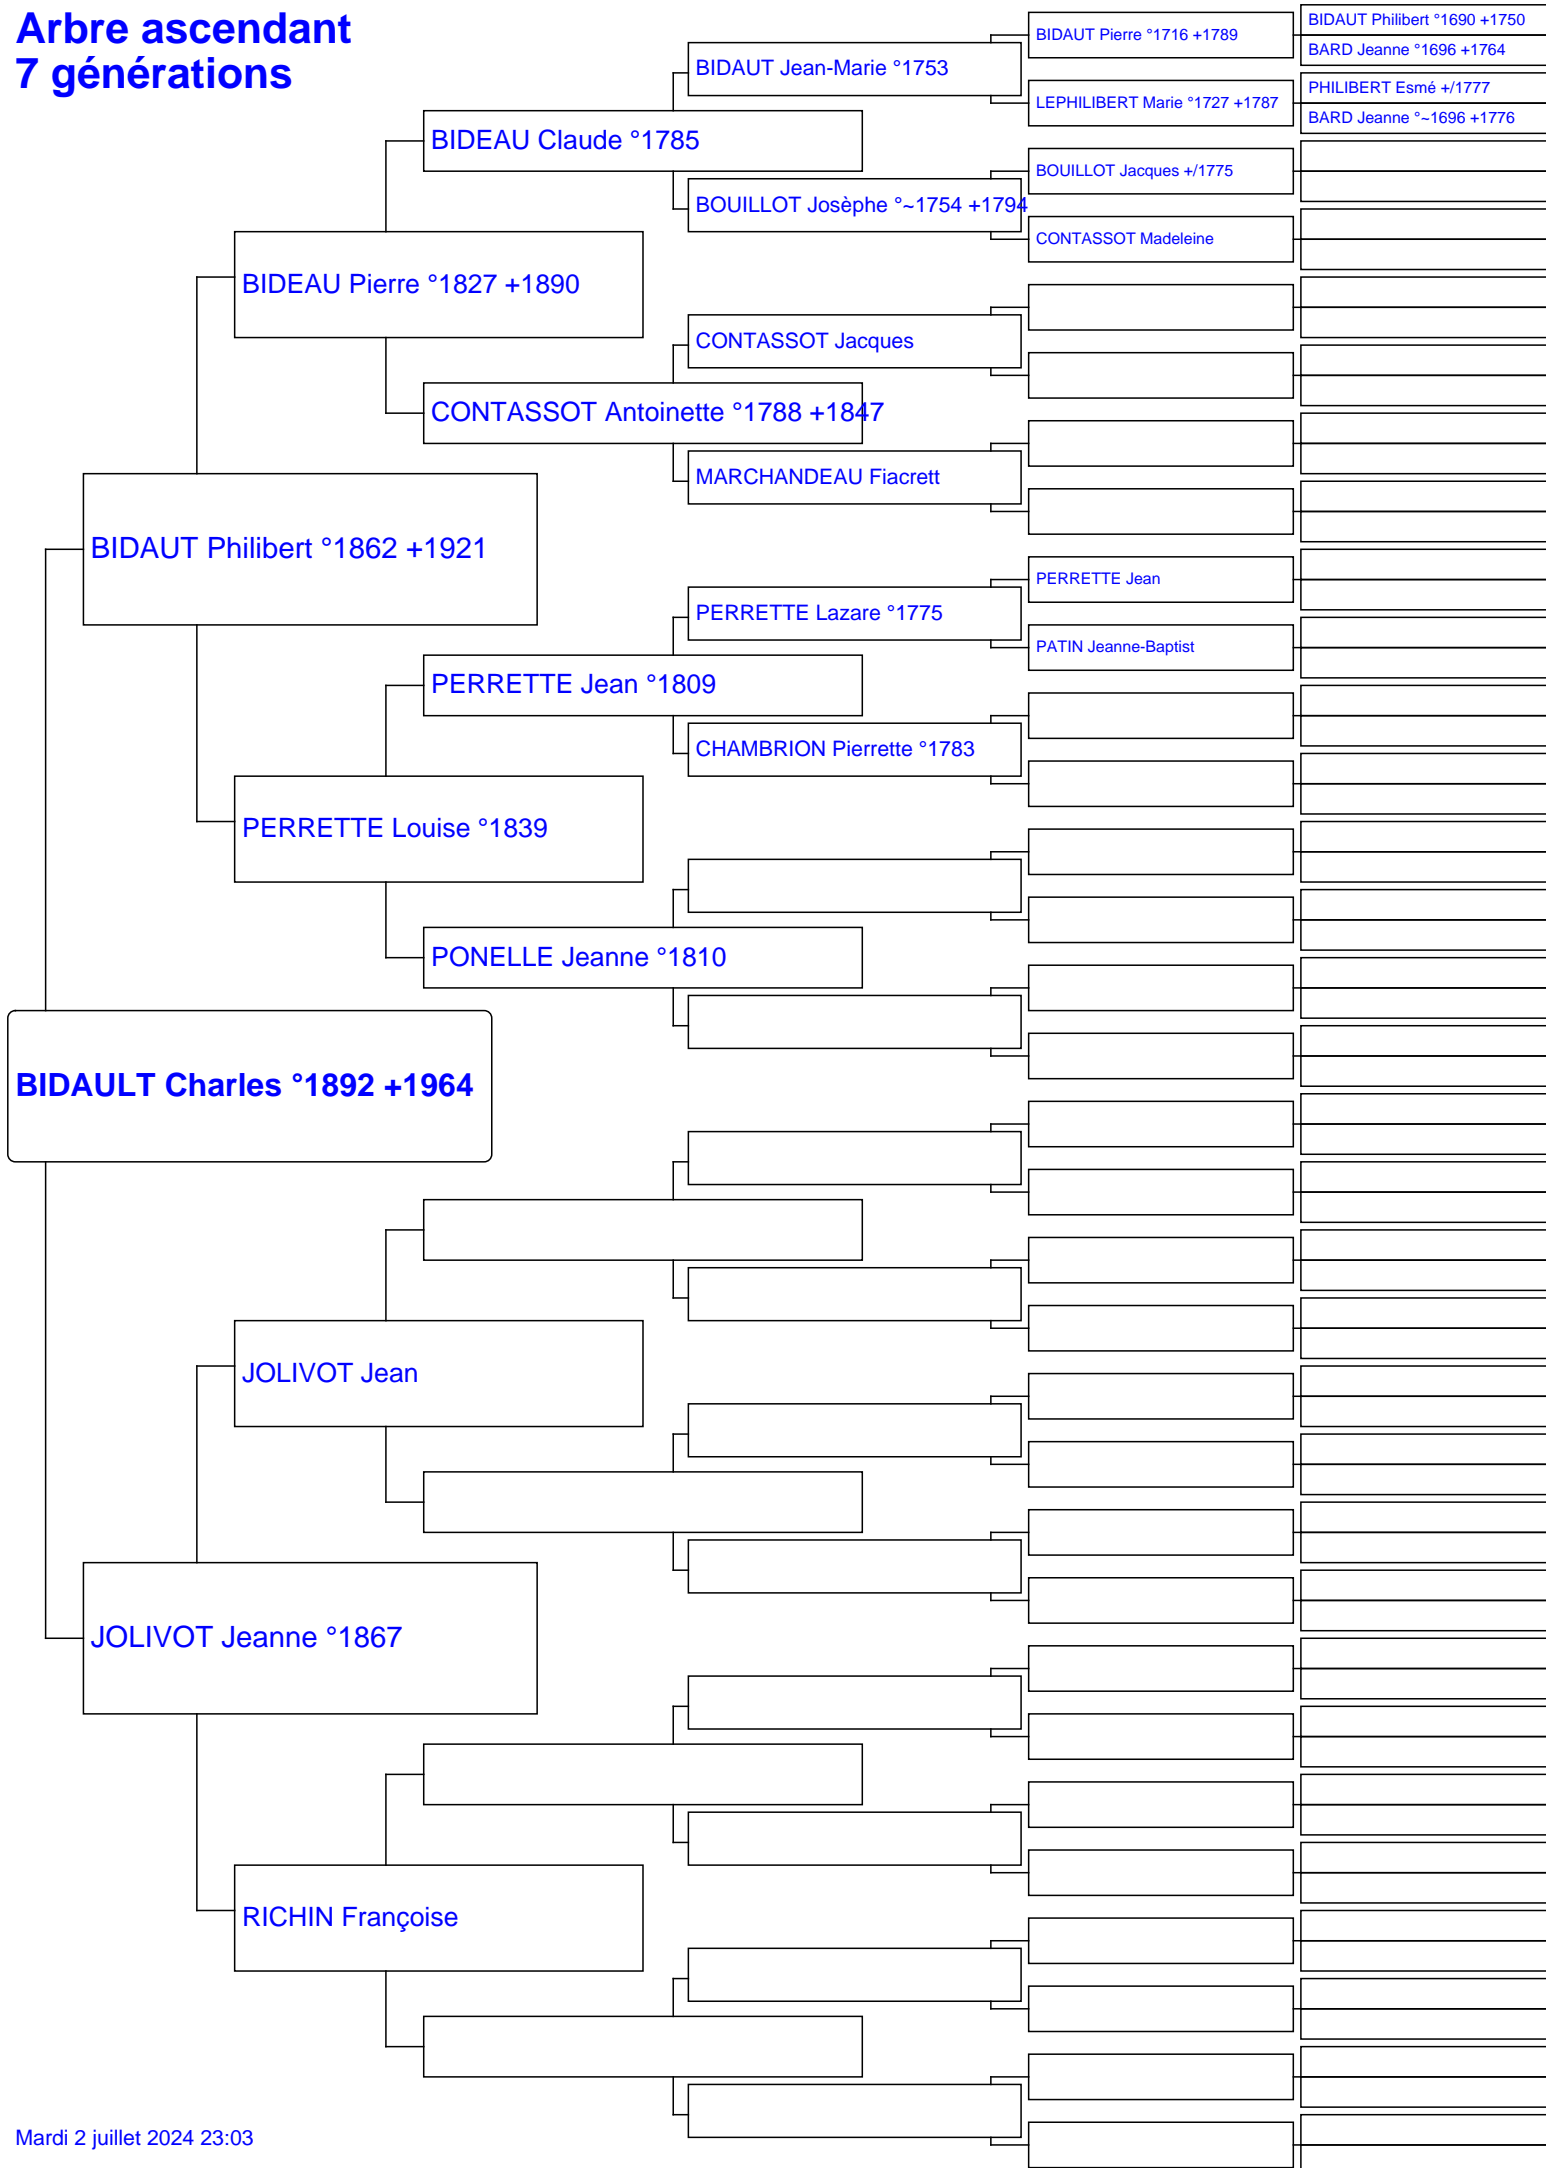 Arbre ascendant
7 générations
BIDAUT Philibert °1690 +1750
BIDAUT Pierre °1716 +1789
BARD Jeanne °1696 +1764
BIDAUT Jean-Marie °1753
PHILIBERT Esmé +/1777
LEPHILIBERT Marie °1727 +1787
BARD Jeanne °~1696 +1776
BIDEAU Claude °1785
BOUILLOT Jacques +/1775
BOUILLOT Josèphe °~1754 +1794
CONTASSOT Madeleine
BIDEAU Pierre °1827 +1890
CONTASSOT Jacques
CONTASSOT Antoinette °1788 +1847
MARCHANDEAU Fiacrett
BIDAUT Philibert °1862 +1921
PERRETTE Jean
PERRETTE Lazare °1775
PATIN Jeanne-Baptist
PERRETTE Jean °1809
CHAMBRION Pierrette °1783
PERRETTE Louise °1839
PONELLE Jeanne °1810
BIDAULT Charles °1892 +1964
JOLIVOT Jean
JOLIVOT Jeanne °1867
RICHIN Françoise
Mardi 2 juillet 2024 23:03